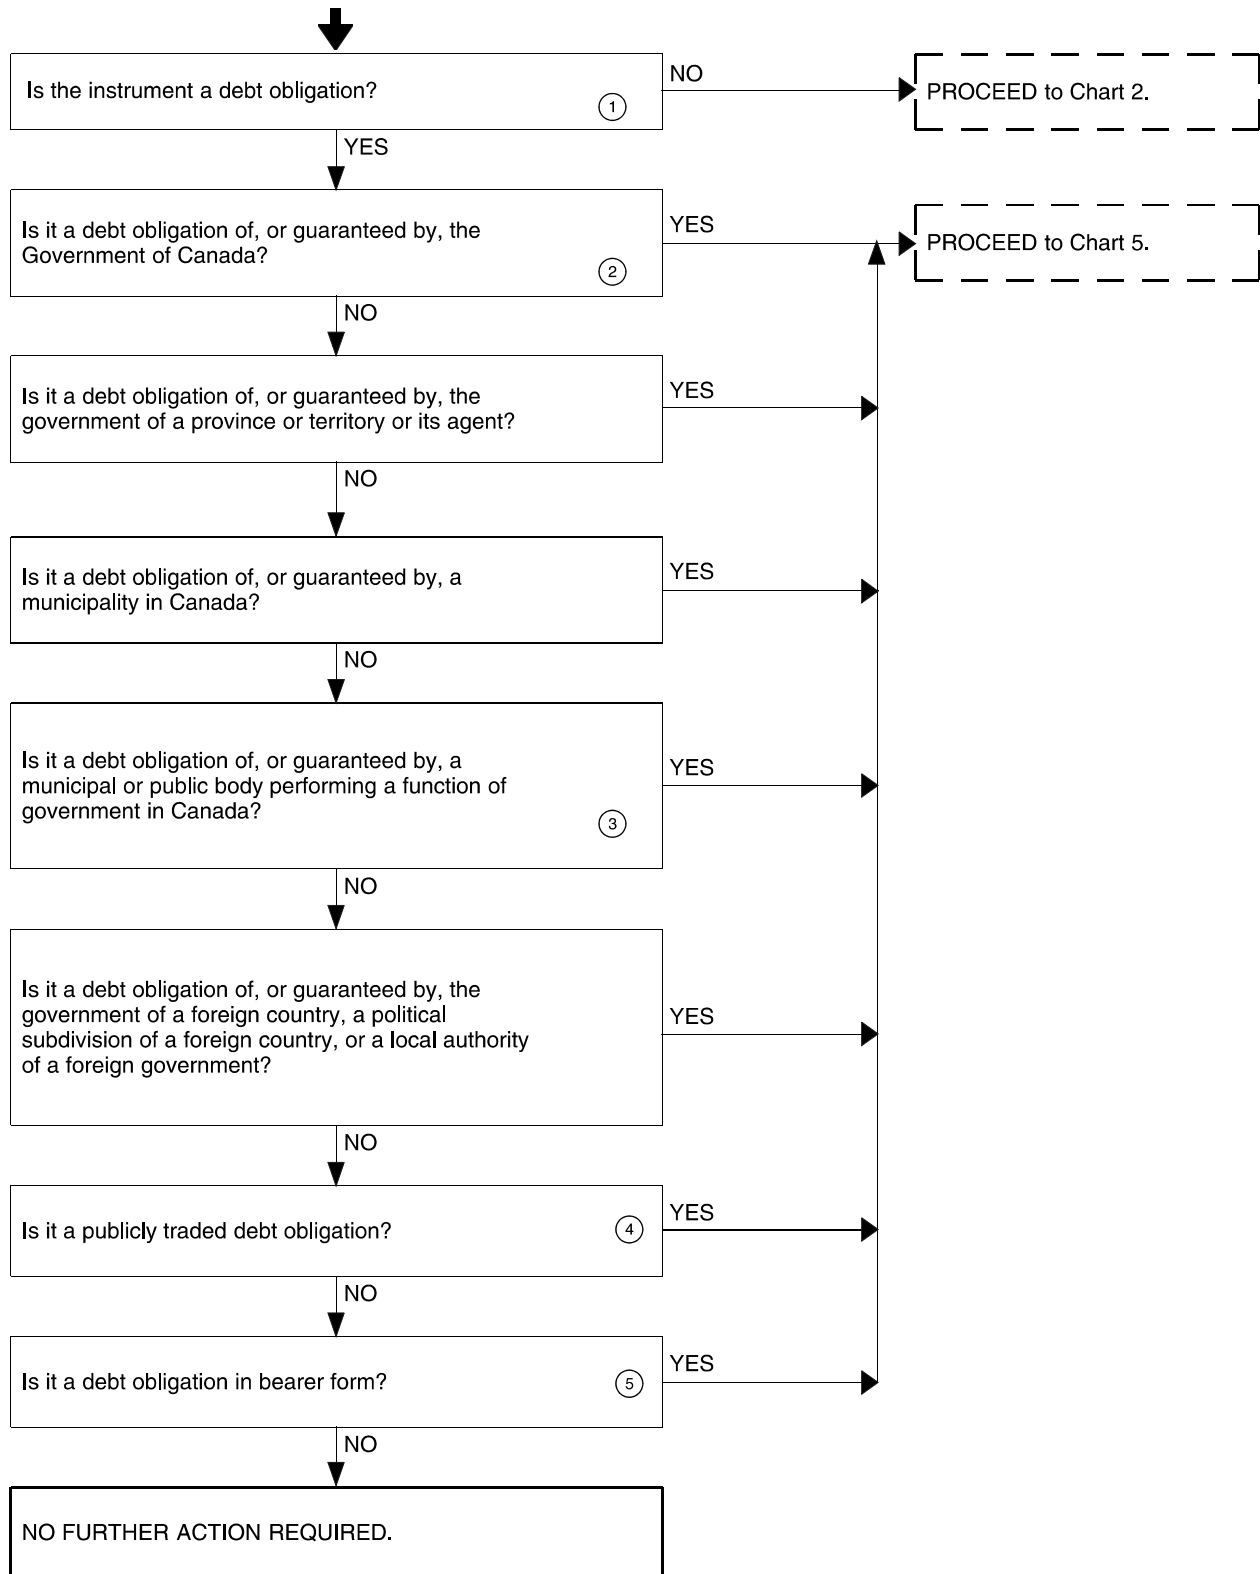 Is the instrument a debt obligation?
1
NO
PROCEED to Chart 2.
YES
Is it a debt obligation of, or guaranteed by, the
Government of Canada?
2
YES
PROCEED to Chart 5.
NO
Is it a debt obligation of, or guaranteed by, the
government of a province or territory or its agent?
YES
NO
Is it a debt obligation of, or guaranteed by, a
municipality in Canada?
YES
NO
Is it a debt obligation of, or guaranteed by, a
municipal or public body performing a function of
government in Canada?
3
YES
NO
Is it a debt obligation of, or guaranteed by, the
government of a foreign country, a political
subdivision of a foreign country, or a local authority
of a foreign government?
YES
NO
Is it a publicly traded debt obligation?
4
YES
NO
Is it a debt obligation in bearer form?
5
YES
NO
NO FURTHER ACTION REQUIRED.